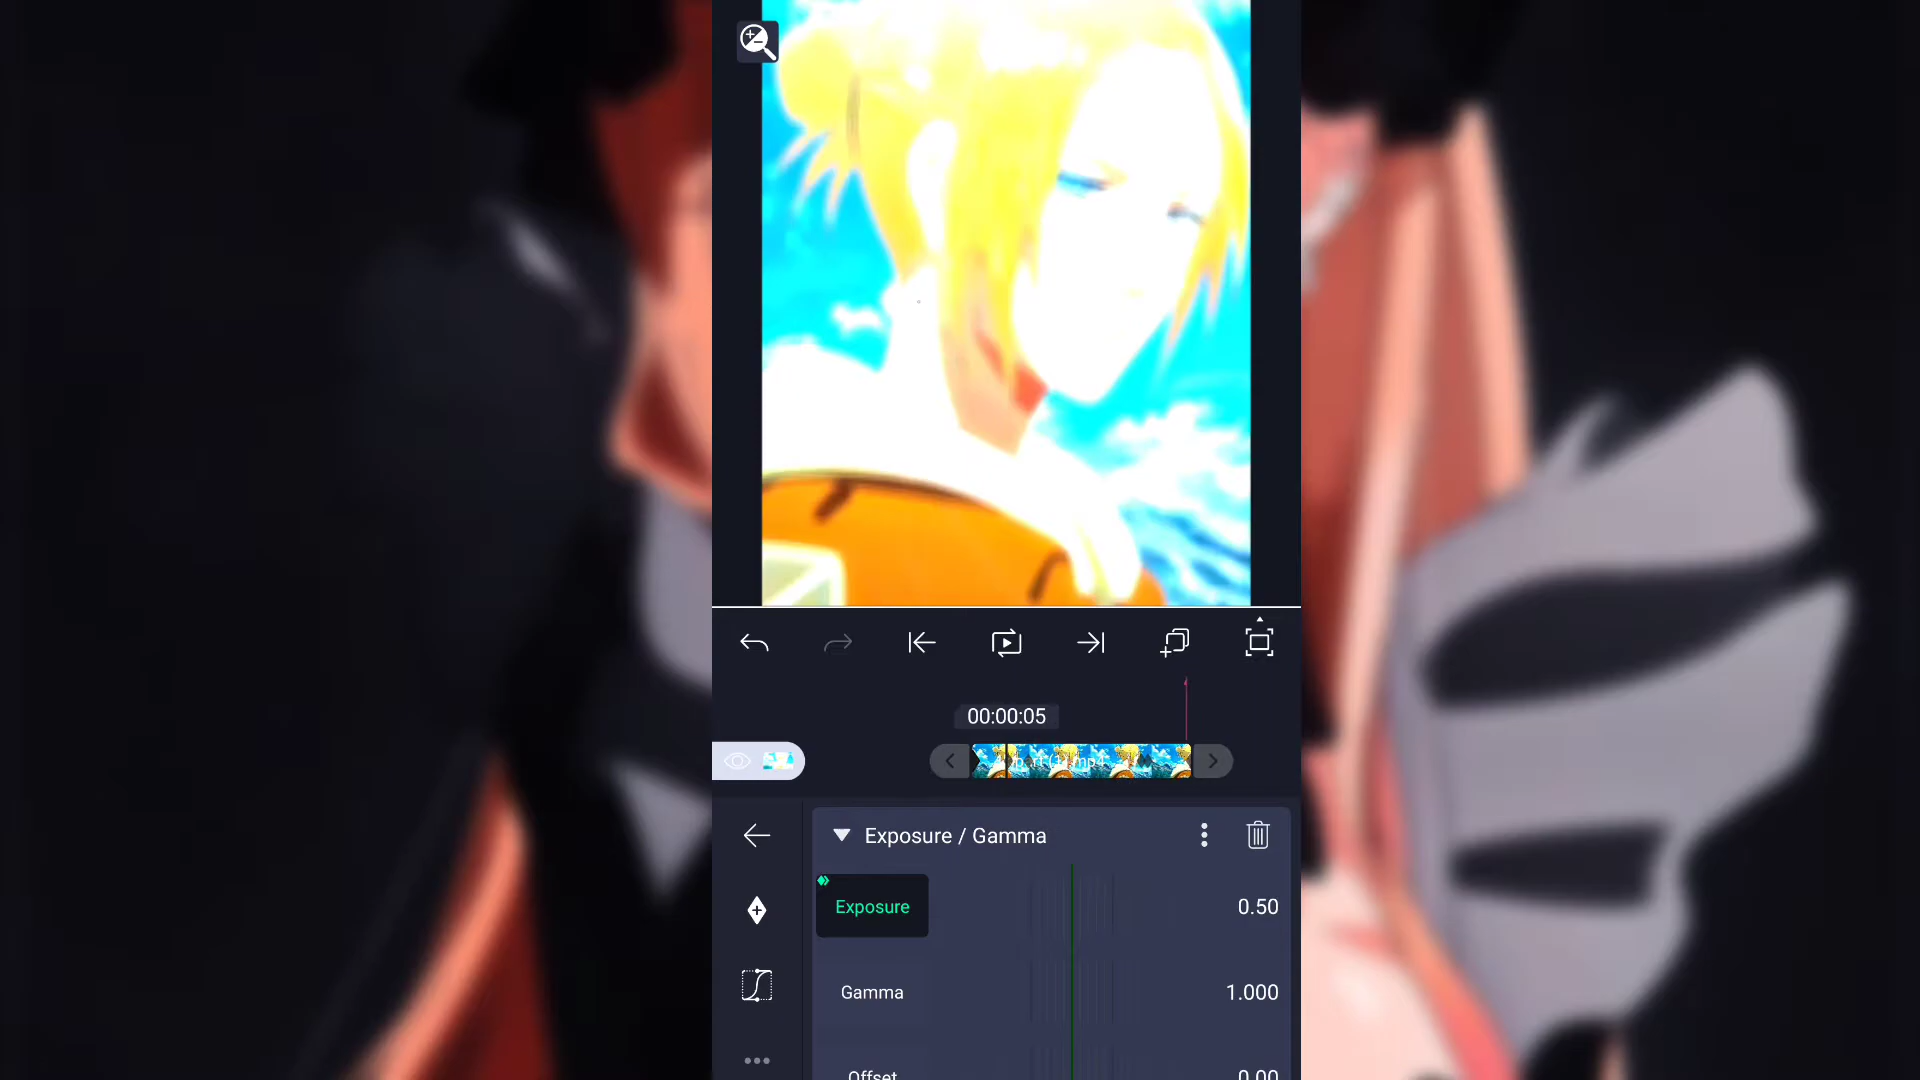 00:00:05
Exposure / Gamma
Exposure
0.50
Gamma
1.000
Offset
0.00